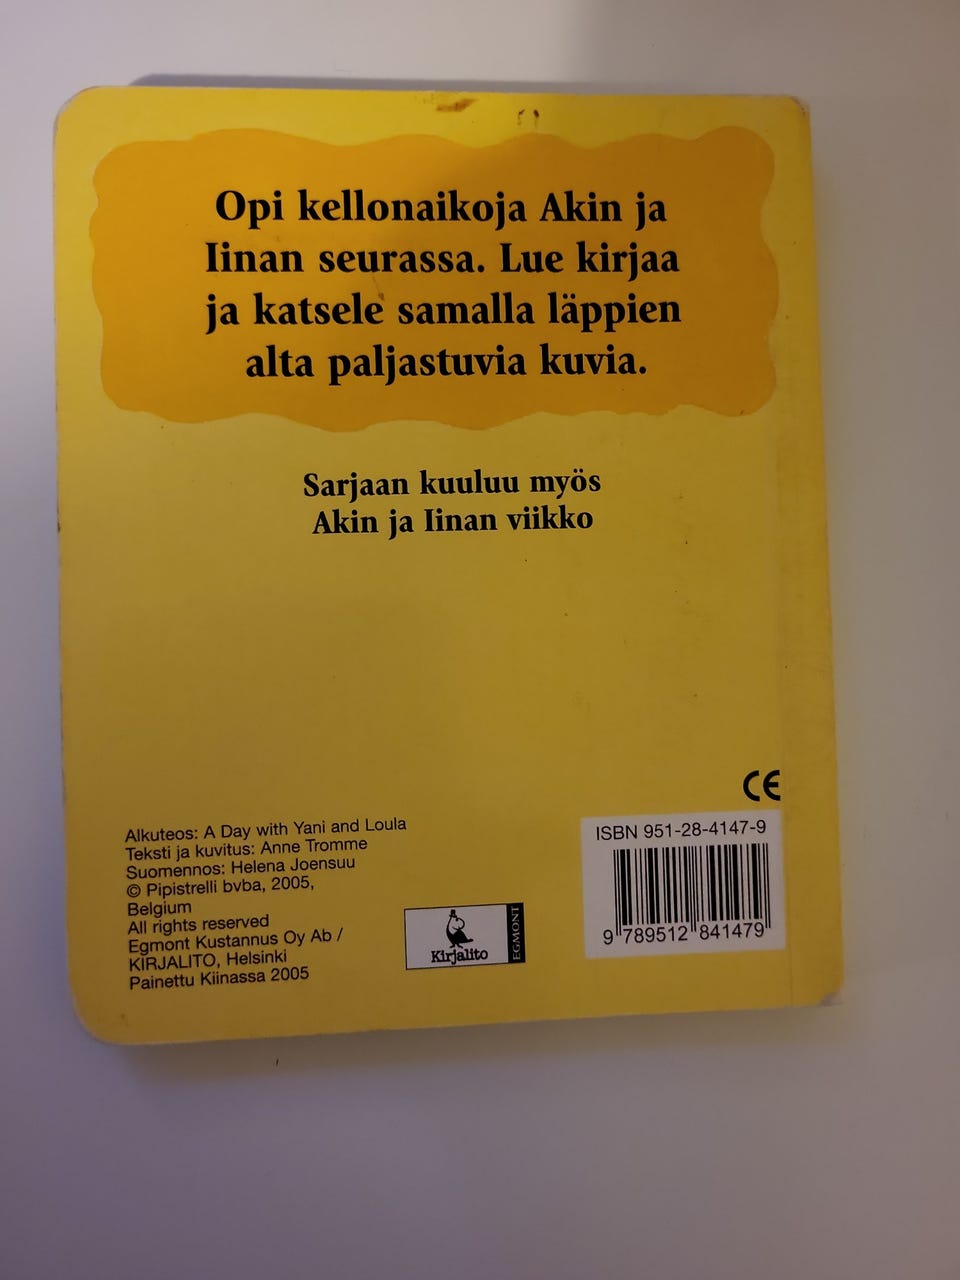 Opi kellonaikoja Akin ja
Iinan seurassa. Lue kirjaa
ja katsele samalla läppien
alta paljastuvia kuvia.
Sarjaan kuuluu myös
Akin ja Iinan viikko
Alkuteos: A Day with Yani and Loula
Teksti ja kuvitus: Anne Tromme
Suomennos: Helena Joensuu
© Pipistrelli bvba, 2005,
Belgium
All rights reserved
Egmont Kustannus Oy Ab /
KIRJALITO, Helsinki
Painettu Kiinassa 2005
Kirjalito
EGMONT
CE
ISBN 951-28-4147-9
9 789512 841479